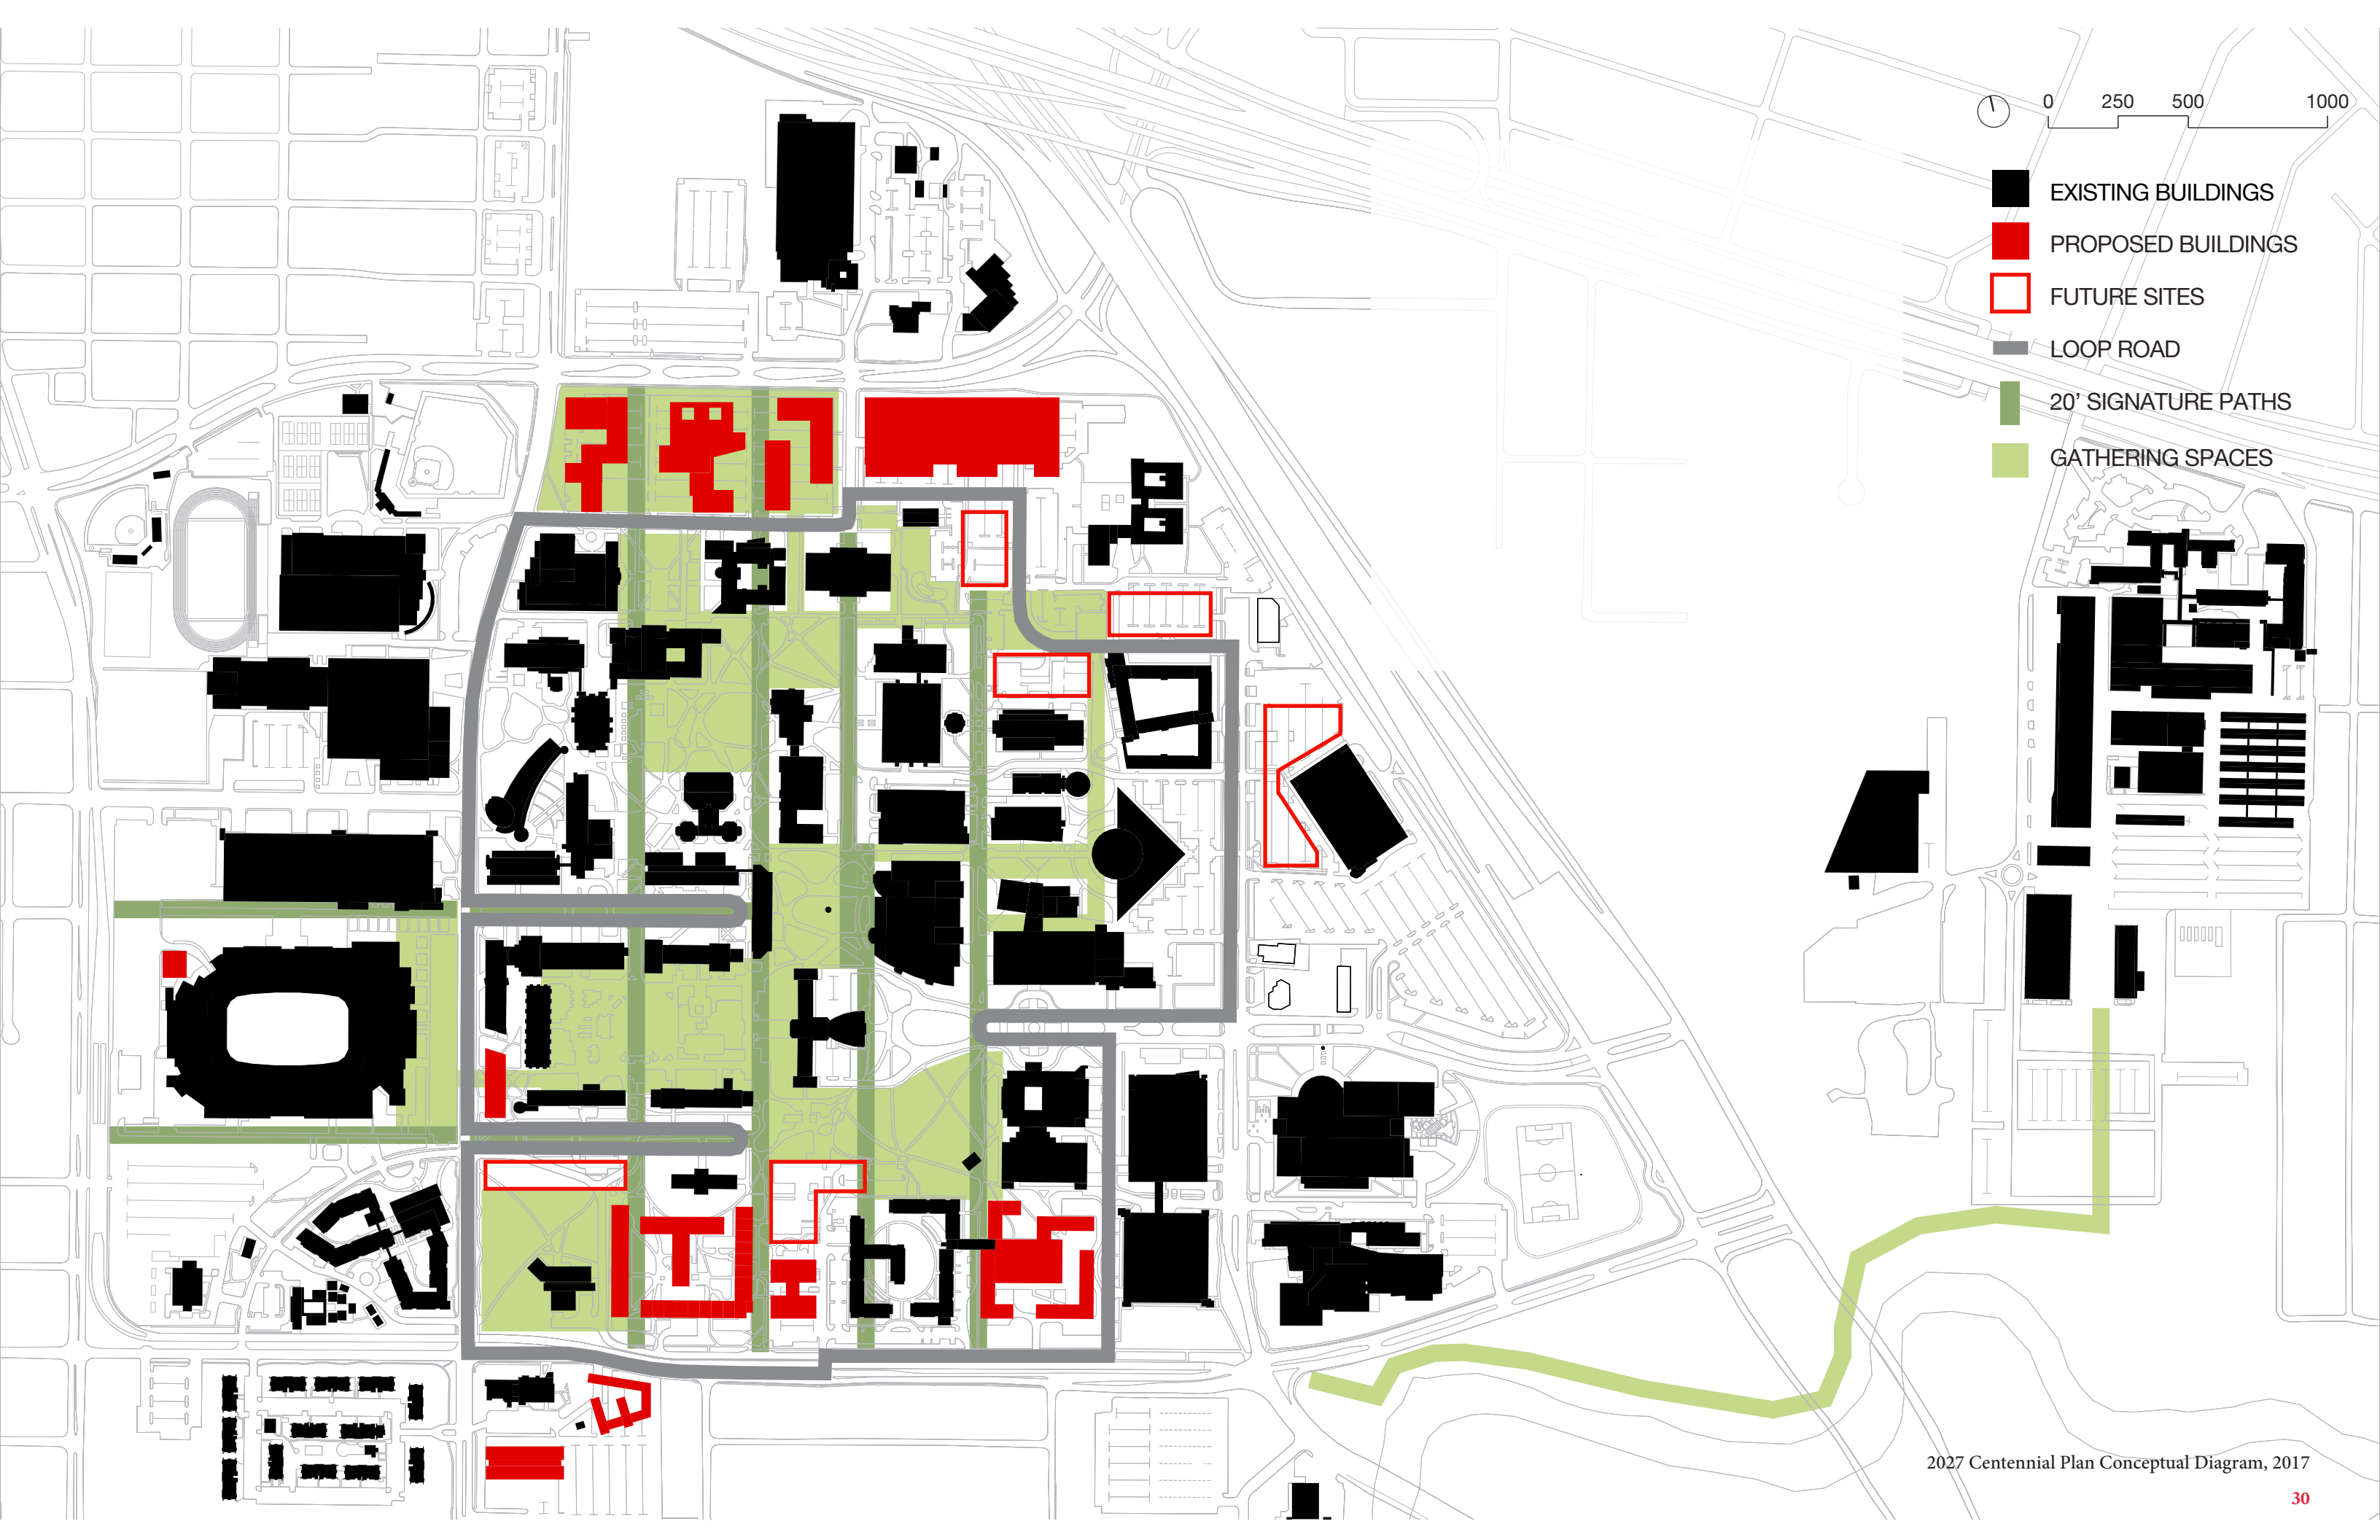 0 250 500 1000
EXISTING BUILDINGS
PROPOSED BUILDINGS
FUTURE SITES
LOOP ROAD
20’ SIGNATURE PATHS
GATHERING SPACES
2027 Centennial Plan Conceptual Diagram, 2017
30